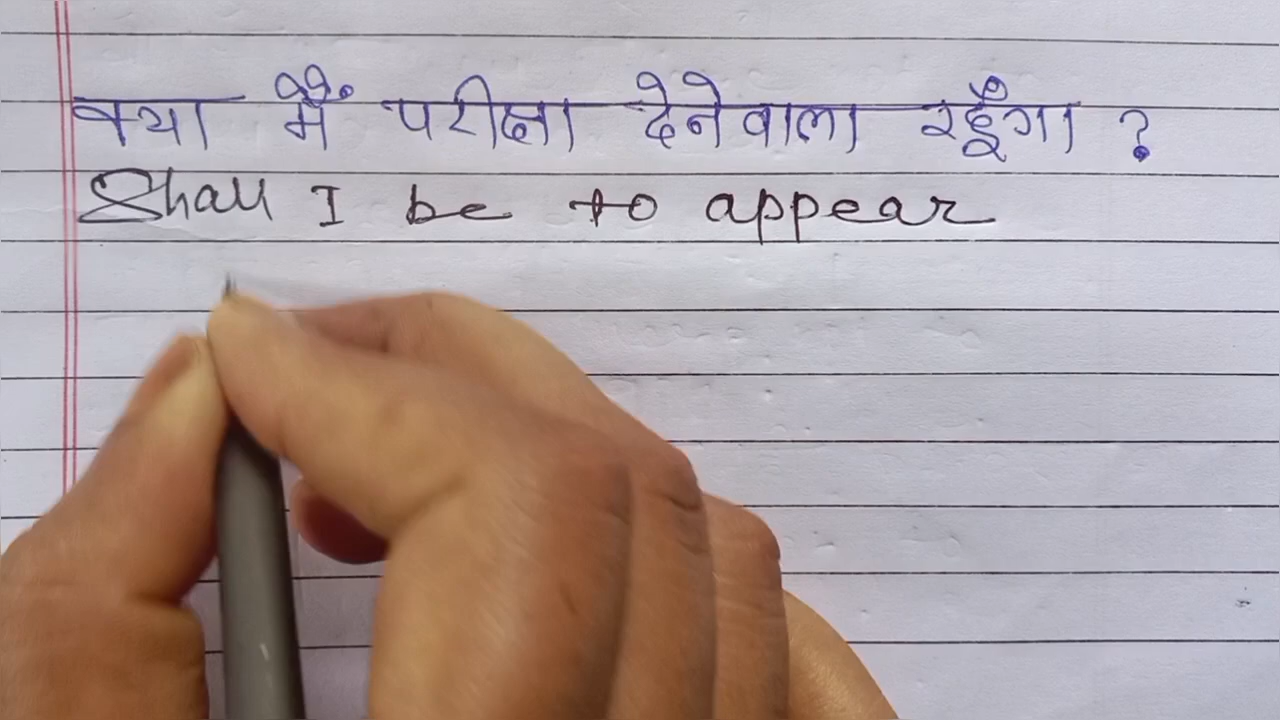 क्या मैं परीक्षा देनेवाला रहूँगा ?
Shall I be to appear